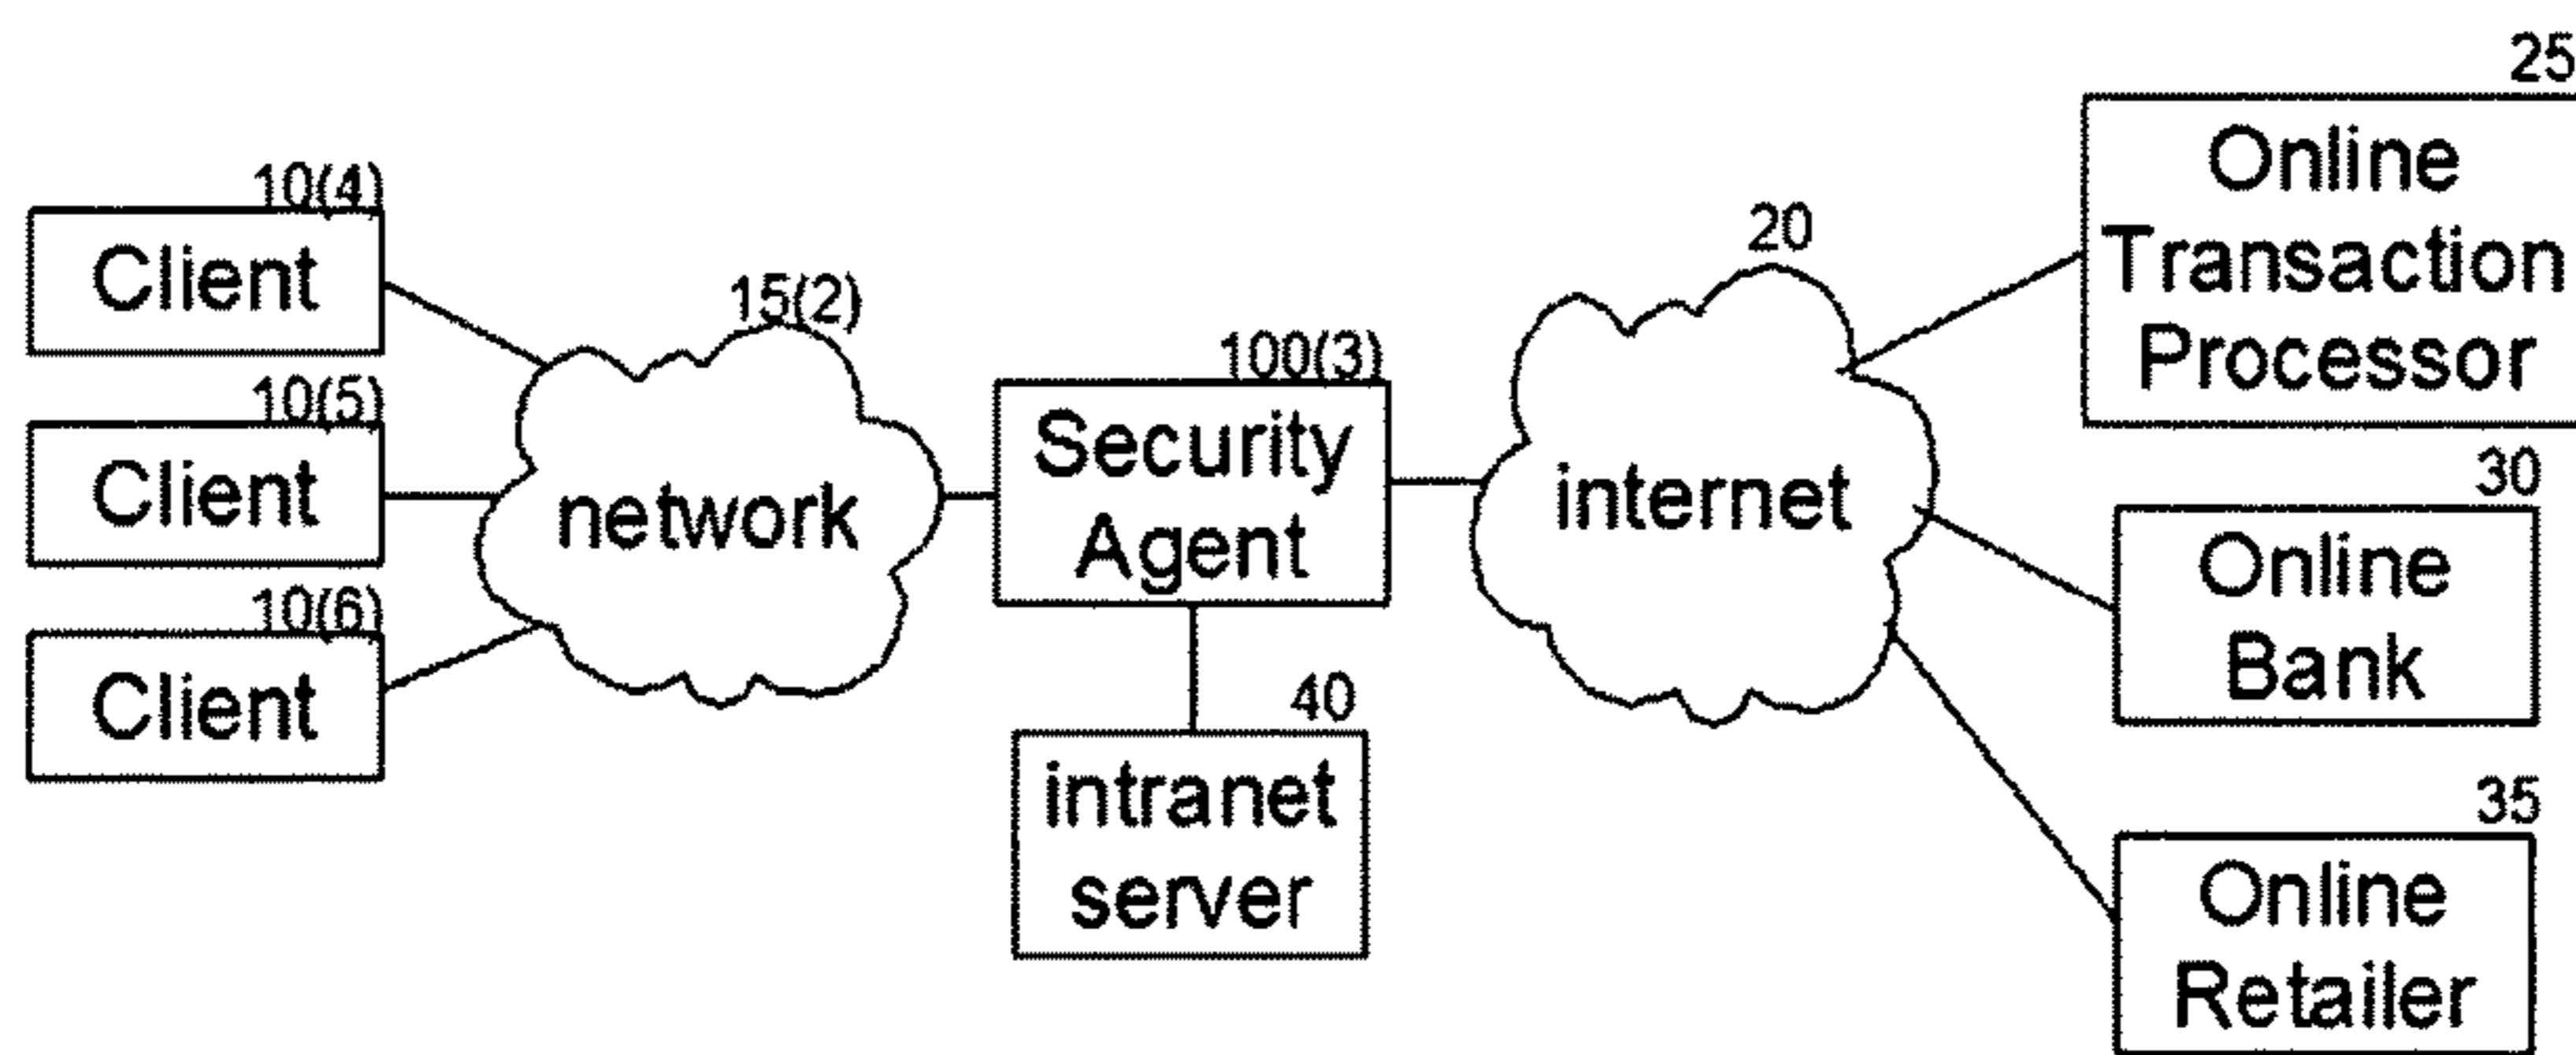 10(4)
Client
10(5)
Client
10(6)
Client
15(2)
network
100(3)
Security
Agent
40
intranet
server
20
internet
25
Online
Transaction
Processor
30
Online
Bank
35
Online
Retailer